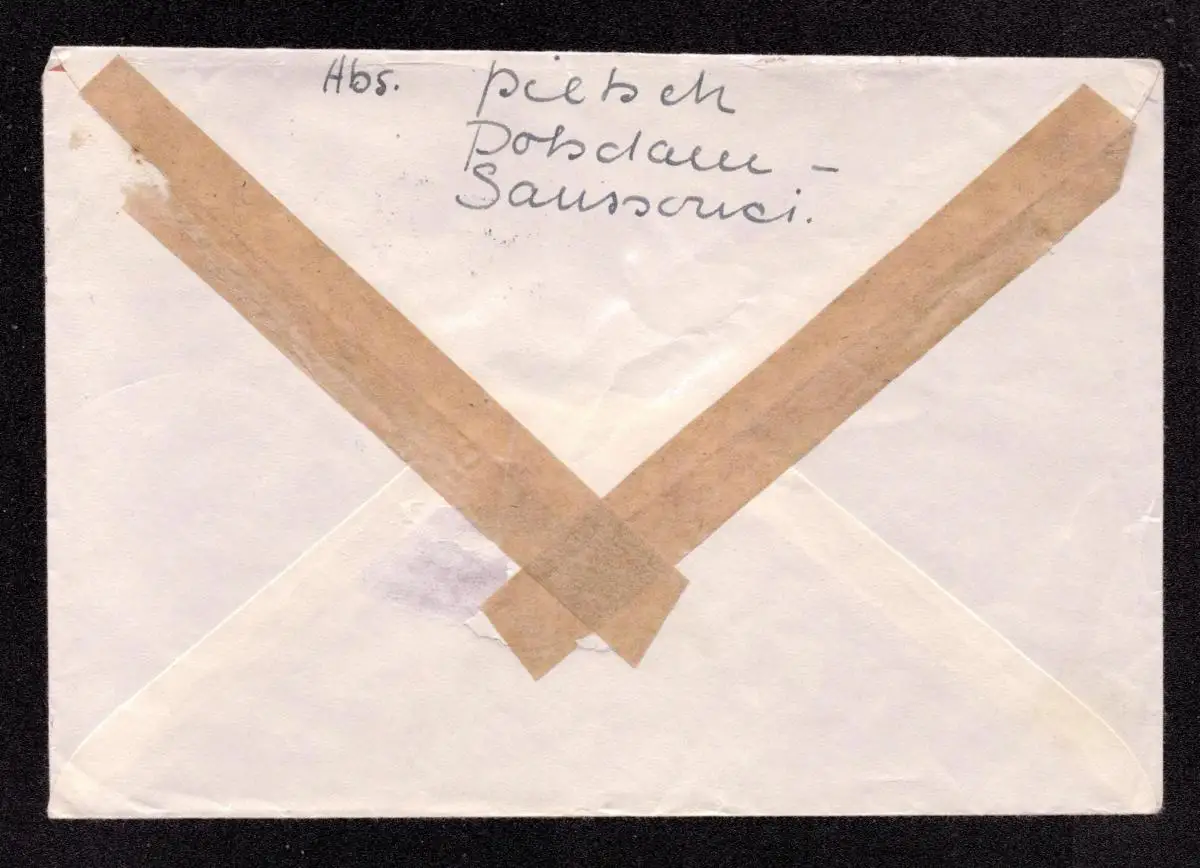 Abs. Pietsch
Potsdam -
Sanssouci.